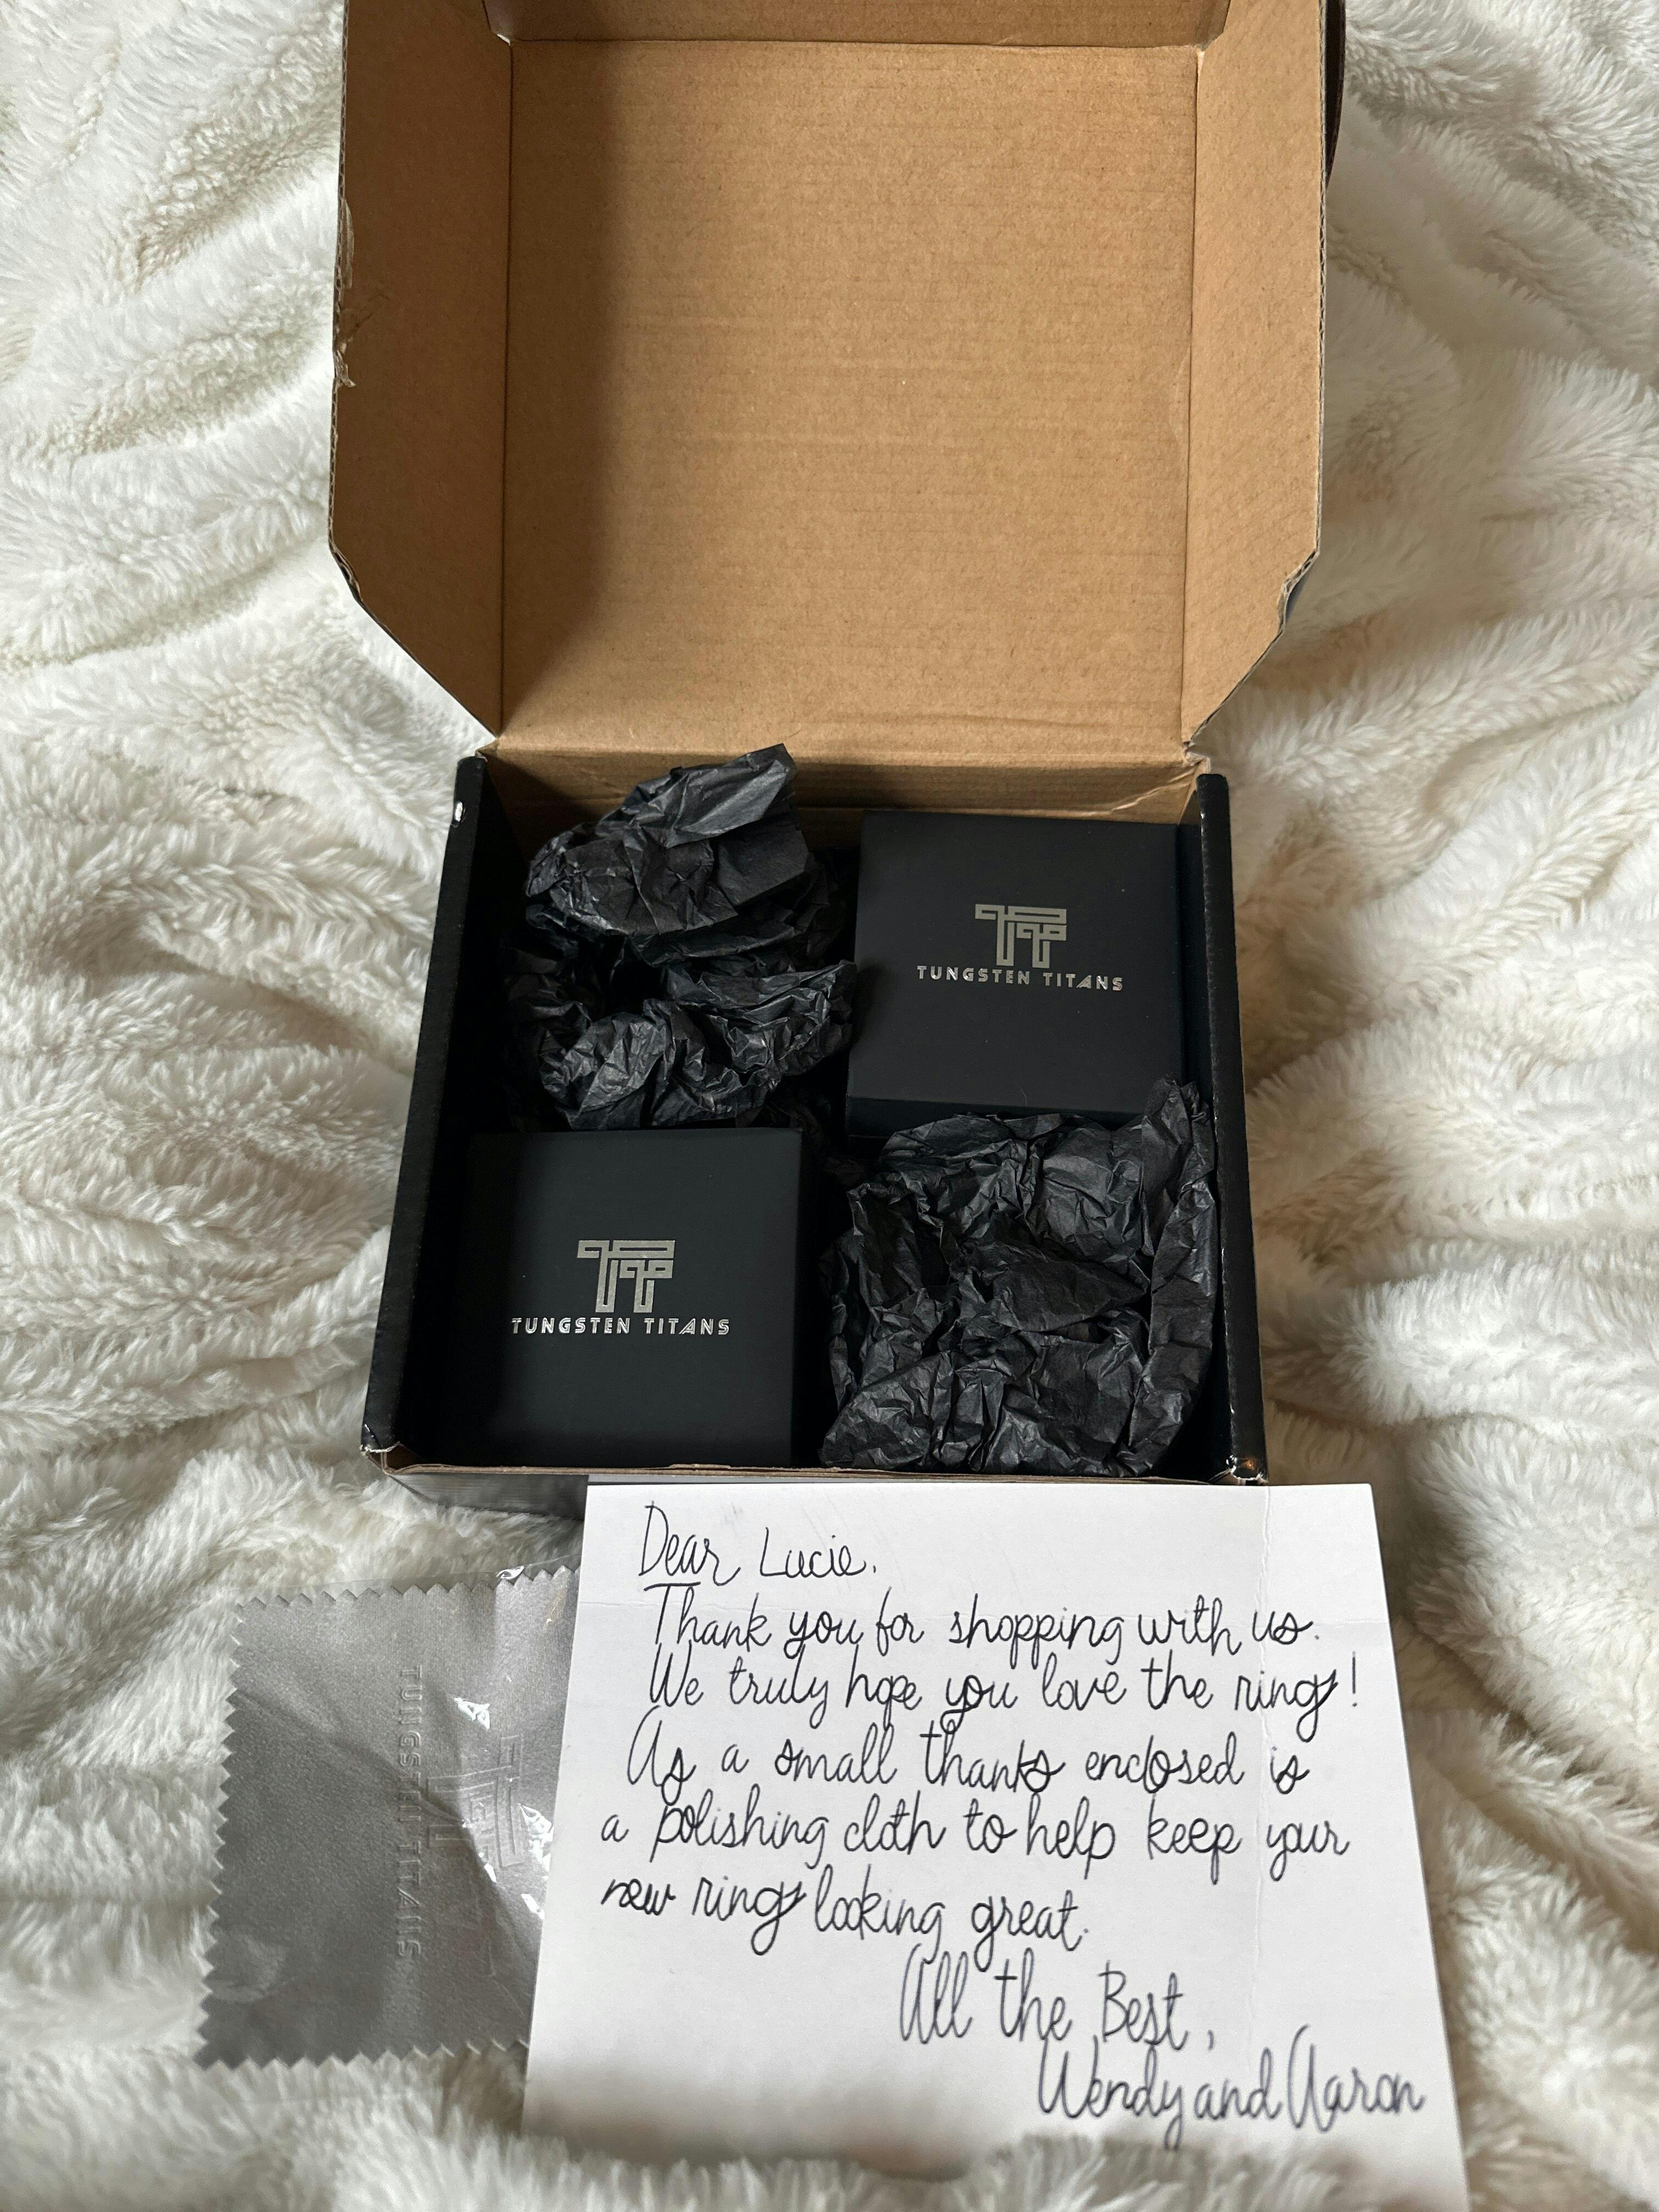 TUNGSTEN TITANS
TUNGSTEN TITANS
TUNGSTEN TITANS
Dear Lucie.
Thank you for shopping with us.
We truly hope you love the rings!
As a small thanks enclosed is
a polishing cloth to help keep your
new rings looking great.
All the Best,
Wendy and Aaron